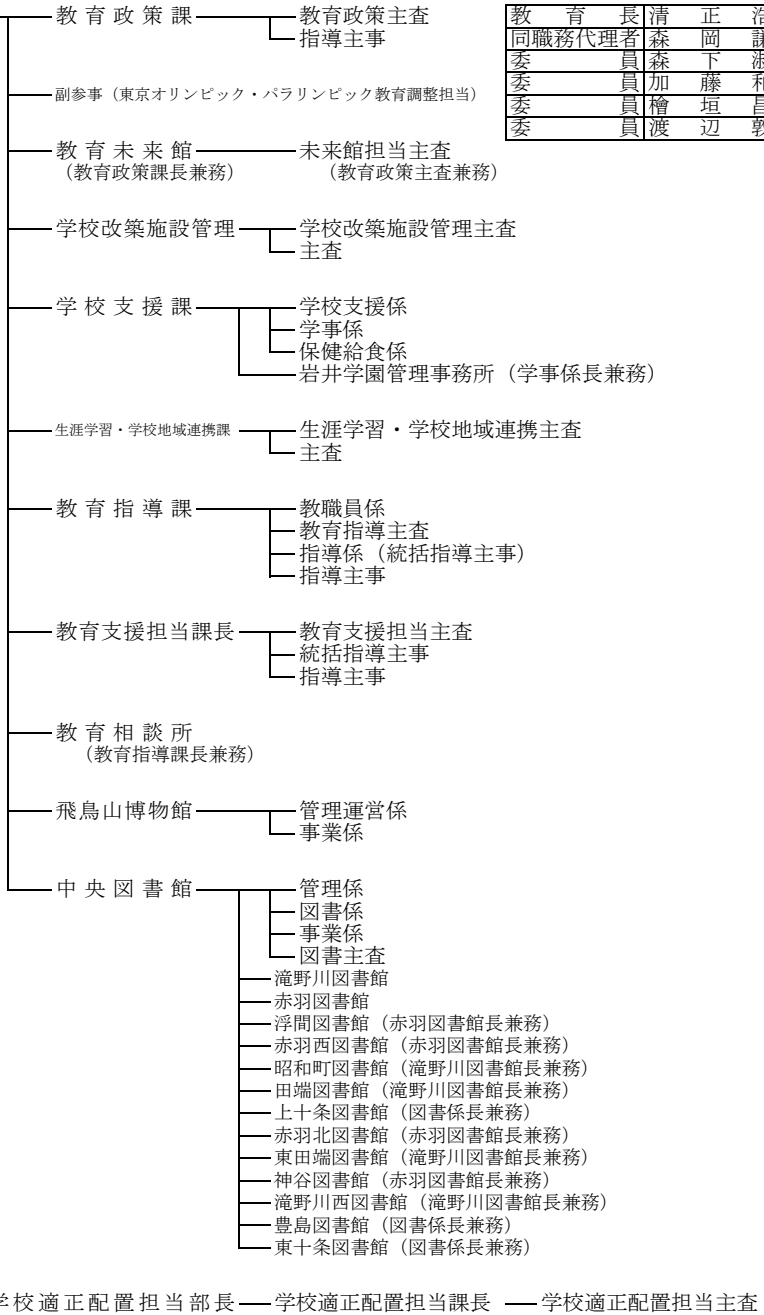 教育政策課 教育政策主査
指導主事
副参事（東京オリンピック・パラリンピック教育調整担当）
教育未来館 未来館担当主査
（教育政策課長兼務） （教育政策主査兼務）
学校改築施設管理 学校改築施設管理主査
主査
学校支援課 学校支援係
学事係
保健給食係
岩井学園管理事務所（学事係長兼務）
生涯学習・学校地域連携課 生涯学習・学校地域連携主査
主査
教育指導課 教職員係
教育指導主査
指導係（統括指導主事）
指導主事
教育支援担当課長 教育支援担当主査
統括指導主事
指導主事
教育相談所
（教育指導課長兼務）
飛鳥山博物館 管理運営係
事業係
中央図書館 管理係
図書係
事業係
図書主査
滝野川図書館
赤羽図書館
浮間図書館（赤羽図書館長兼務）
赤羽西図書館（赤羽図書館長兼務）
昭和町図書館（滝野川図書館長兼務）
田端図書館（滝野川図書館長兼務）
上十条図書館（図書係長兼務）
赤羽北図書館（赤羽図書館長兼務）
東田端図書館（滝野川図書館長兼務）
神谷図書館（赤羽図書館長兼務）
滝野川西図書館（滝野川図書館長兼務）
豊島図書館（図書係長兼務）
東十条図書館（図書係長兼務）
学校適正配置担当部長 学校適正配置担当課長 学校適正配置担当主査
教育長 清正
同職務代理者 森岡
委員 森下
委員 加藤
委員 檜垣
委員 渡辺